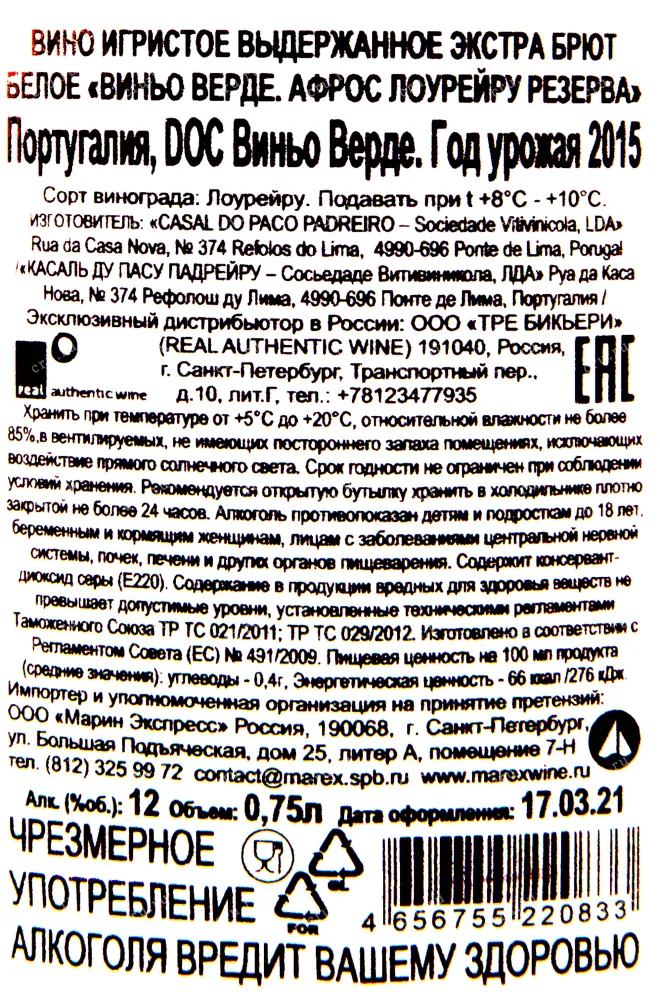 ВИНО ИГРИСТОЕ ВЫДЕРЖАННОЕ ЭКСТРА БРЮТ
БЕЛОЕ «ВИНЬО ВЕРДЕ. АФРОС ЛОУРЕЙРУ РЕЗЕРВА»
Португалия, DOC Виньо Верде. Год урожая 2015
Сорт винограда: Лоурейру. Подавать при t +8°C - +10°C.
ИЗГОТОВИТЕЛЬ: «CASAL DO PACO PADREIRO – Sociedade Vitivinicola, LDA»
Rua da Casa Nova, № 374 Refolos do Lima, 4990-696 Ponte de Lima, Porugal
/«КАСАЛЬ ДУ ПАСУ ПАДРЕЙРУ – Сосьедаде Витивиникола, ЛДА» Руа да Каса
Нова, № 374 Рефолош ду Лима, 4990-696 Понте де Лима, Португалия /
Эксклюзивный дистрибьютор в России: ООО «ТРЕ БИКЬЕРИ»
(REAL AUTHENTIC WINE) 191040, Россия,
г. Санкт-Петербург, Транспортный пер.,
д.10, лит.Г, тел.: +78123477935
real authentic wine
EAC
Хранить при температуре от +5°C до +20°C, относительной влажности не более
85%,в вентилируемых, не имеющих постороннего запаха помещениях, исключающих
воздействие прямого солнечного света. Срок годности не ограничен при соблюдении
условий хранения. Рекомендуется открытую бутылку хранить в холодильнике плотно
закрытой не более 24 часов. Алкоголь противопоказан детям и подросткам до 18 лет,
беременным и кормящим женщинам, лицам с заболеваниями центральной нервной
системы, почек, печени и других органов пищеварения. Содержит консервант-
диоксид серы (E220). Содержание в продукции вредных для здоровья веществ не
превышает допустимые уровни, установленные техническими регламентами
Таможенного Союза ТР ТС 021/2011; ТР ТС 029/2012. Изготовлено в соответствии с
Регламентом Совета (ЕС) № 491/2009. Пищевая ценность на 100 мл продукта
(средние значения): углеводы - 0,4г, Энергетическая ценность - 66 ккал /276 кДж.
Импортер и уполномоченная организация на принятие претензий:
ООО «Марин Экспресс» Россия, 190068, г. Санкт-Петербург,
ул. Большая Подъяческая, дом 25, литер А, помещение 7-Н
тел. (812) 325 99 72 contact@marex.spb.ru www.marexwine.ru
Алк. (%об.): 12 Объем: 0,75л Дата оформления: 17.03.21
ЧРЕЗМЕРНОЕ
УПОТРЕБЛЕНИЕ
GL
FOR
4 656755 220833
АЛКОГОЛЯ ВРЕДИТ ВАШЕМУ ЗДОРОВЬЮ